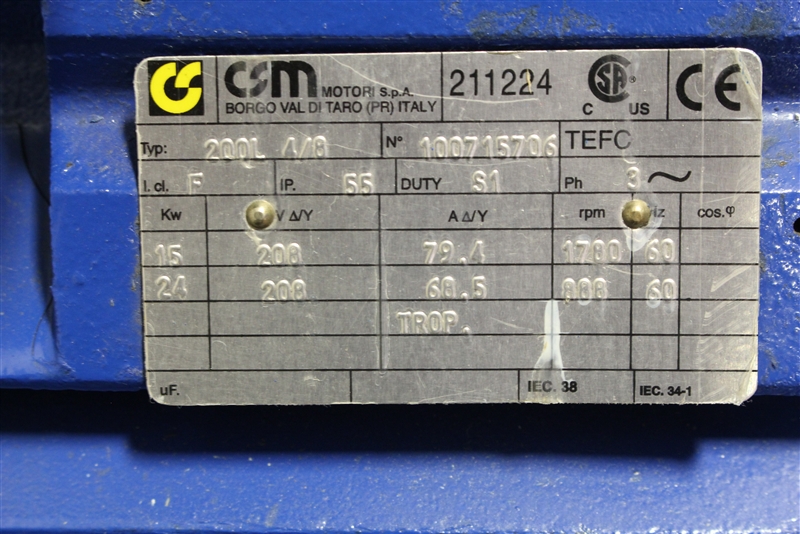 CSM MOTORI S.p.A. 211224 SA CE
BORGO VAL DI TARO (PR) ITALY C US
Typ: 200L 4/8 N° 100715706 TEFC
I. cl. F IP. 55 DUTY S1 Ph 3 ~
Kw V Δ/Y A Δ/Y rpm Hz cos.φ
15 208 79,4 1780 60
24 208 68,5 808 60
TROP.
uF. IEC. 38 IEC. 34-1